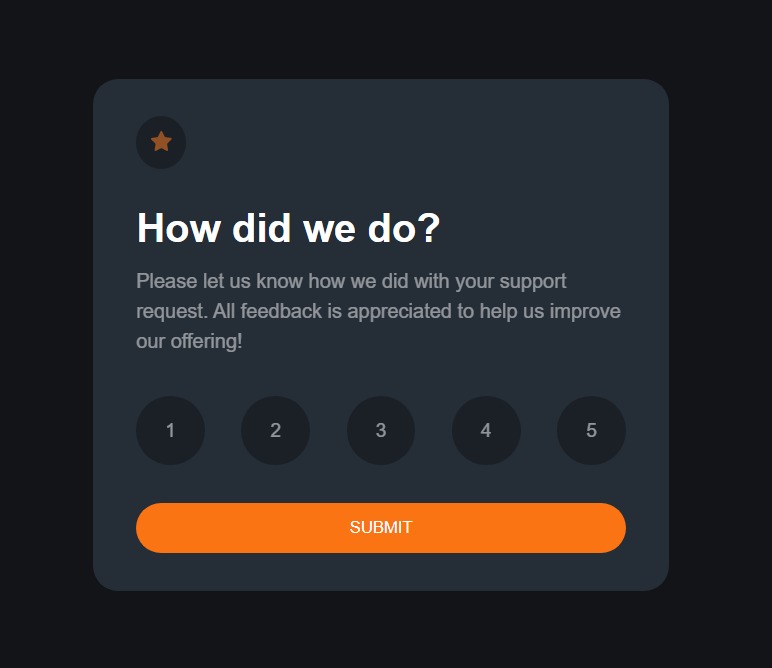 How did we do?
Please let us know how we did with your support
request. All feedback is appreciated to help us improve
our offering!
1 2 3 4 5
SUBMIT